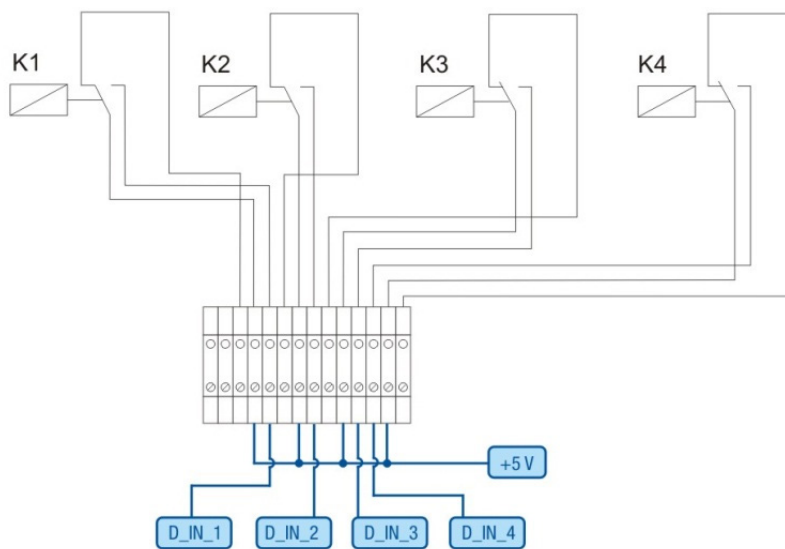 K1
K2
K3
K4
+5 V
D_IN_1
D_IN_2
D_IN_3
D_IN_4